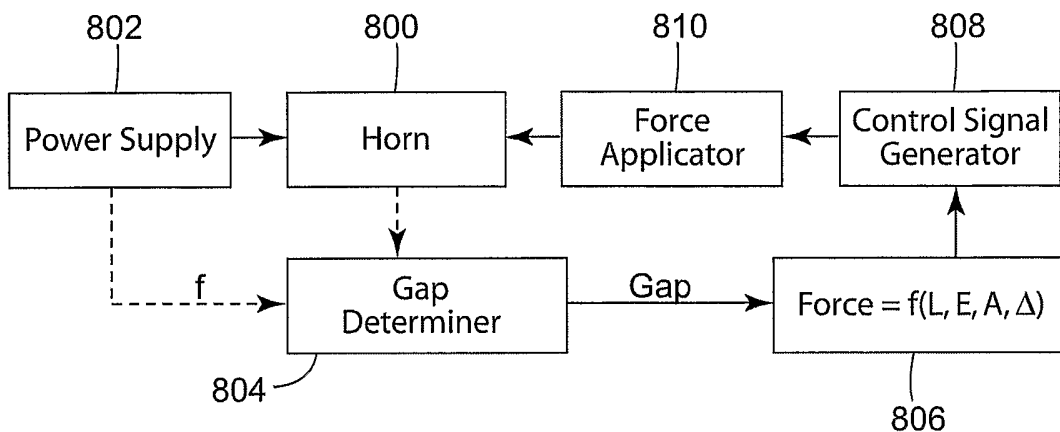 802
800
810
808
Power Supply
Horn
Force
Applicator
Control Signal
Generator
f
Gap
Determiner
Gap
Force = f(L, E, A, Δ)
804
806